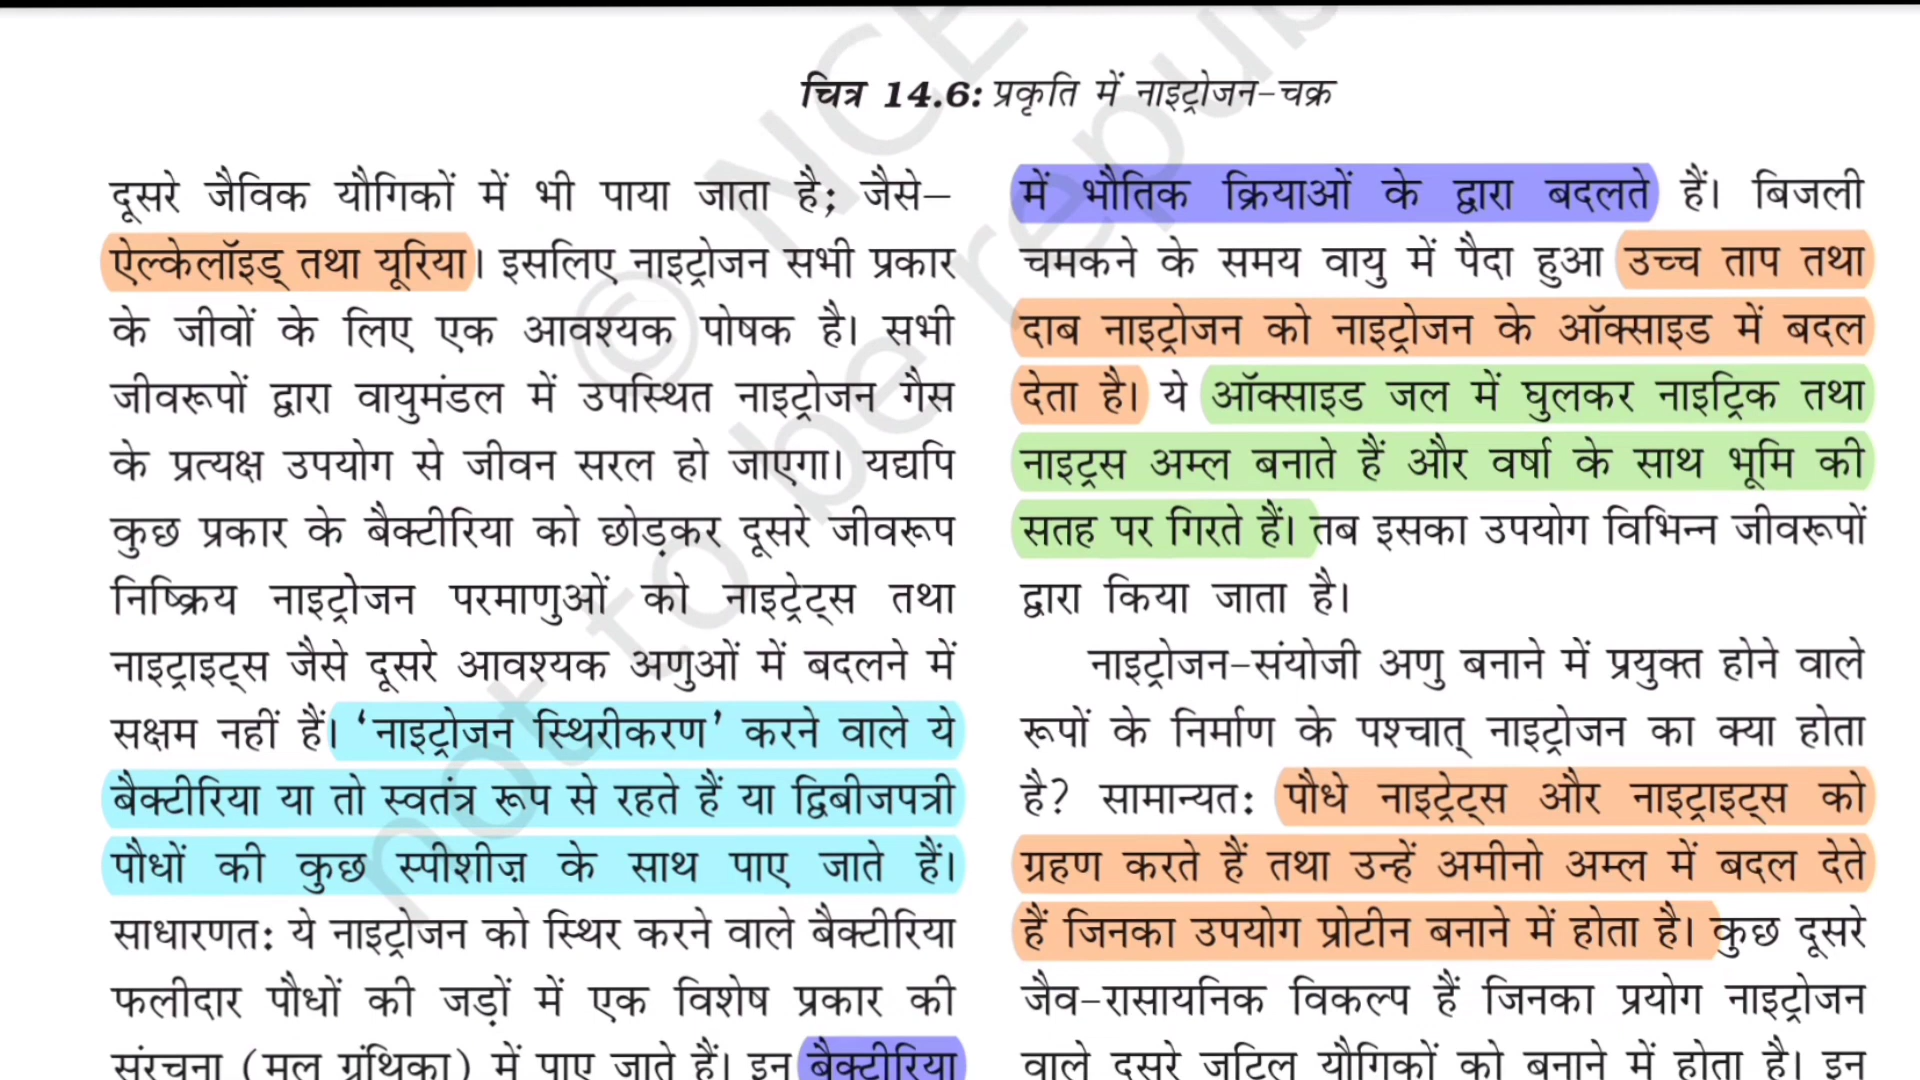 चित्र 14.6: प्रकृति में नाइट्रोजन-चक्र
दूसरे जैविक यौगिकों में भी पाया जाता है; जैसे–
ऐल्केलॉइड् तथा यूरिया। इसलिए नाइट्रोजन सभी प्रकार
के जीवों के लिए एक आवश्यक पोषक है। सभी
जीवरूपों द्वारा वायुमंडल में उपस्थित नाइट्रोजन गैस
के प्रत्यक्ष उपयोग से जीवन सरल हो जाएगा। यद्यपि
कुछ प्रकार के बैक्टीरिया को छोड़कर दूसरे जीवरूप
निष्क्रिय नाइट्रोजन परमाणुओं को नाइट्रेट्स तथा
नाइट्राइट्स जैसे दूसरे आवश्यक अणुओं में बदलने में
सक्षम नहीं हैं। ‘नाइट्रोजन स्थिरीकरण’ करने वाले ये
बैक्टीरिया या तो स्वतंत्र रूप से रहते हैं या द्विबीजपत्री
पौधों की कुछ स्पीशीज़ के साथ पाए जाते हैं।
साधारणत: ये नाइट्रोजन को स्थिर करने वाले बैक्टीरिया
फलीदार पौधों की जड़ों में एक विशेष प्रकार की
संरचना (मूल ग्रंथिका) में पाए जाते हैं। इन बैक्टीरिया
में भौतिक क्रियाओं के द्वारा बदलते हैं। बिजली
चमकने के समय वायु में पैदा हुआ उच्च ताप तथा
दाब नाइट्रोजन को नाइट्रोजन के ऑक्साइड में बदल
देता है। ये ऑक्साइड जल में घुलकर नाइट्रिक तथा
नाइट्रस अम्ल बनाते हैं और वर्षा के साथ भूमि की
सतह पर गिरते हैं। तब इसका उपयोग विभिन्न जीवरूपों
द्वारा किया जाता है।
नाइट्रोजन-संयोजी अणु बनाने में प्रयुक्त होने वाले
रूपों के निर्माण के पश्चात् नाइट्रोजन का क्या होता
है? सामान्यत: पौधे नाइट्रेट्स और नाइट्राइट्स को
ग्रहण करते हैं तथा उन्हें अमीनो अम्ल में बदल देते
हैं जिनका उपयोग प्रोटीन बनाने में होता है। कुछ दूसरे
जैव-रासायनिक विकल्प हैं जिनका प्रयोग नाइट्रोजन
वाले दूसरे जटिल यौगिकों को बनाने में होता है। इन
© NCE
not to be repub